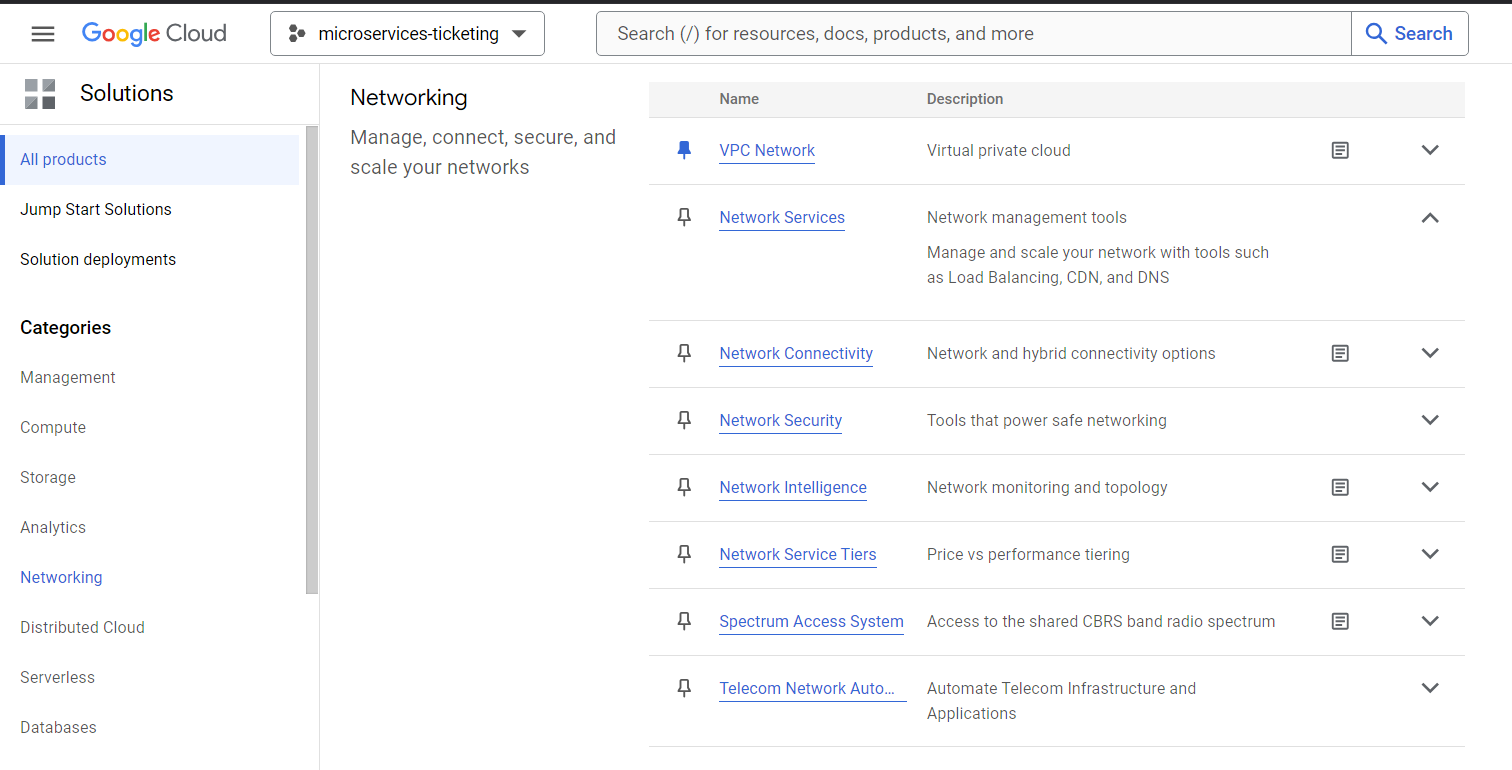 Google Cloud
microservices-ticketing
Search (/) for resources, docs, products, and more
Search
Solutions
All products
Jump Start Solutions
Solution deployments
Categories
Management
Compute
Storage
Analytics
Networking
Distributed Cloud
Serverless
Databases
Networking
Manage, connect, secure, and
scale your networks
Name Description
VPC Network Virtual private cloud
Network Services Network management tools
Manage and scale your network with tools such
as Load Balancing, CDN, and DNS
Network Connectivity Network and hybrid connectivity options
Network Security Tools that power safe networking
Network Intelligence Network monitoring and topology
Network Service Tiers Price vs performance tiering
Spectrum Access System Access to the shared CBRS band radio spectrum
Telecom Network Auto... Automate Telecom Infrastructure and
Applications